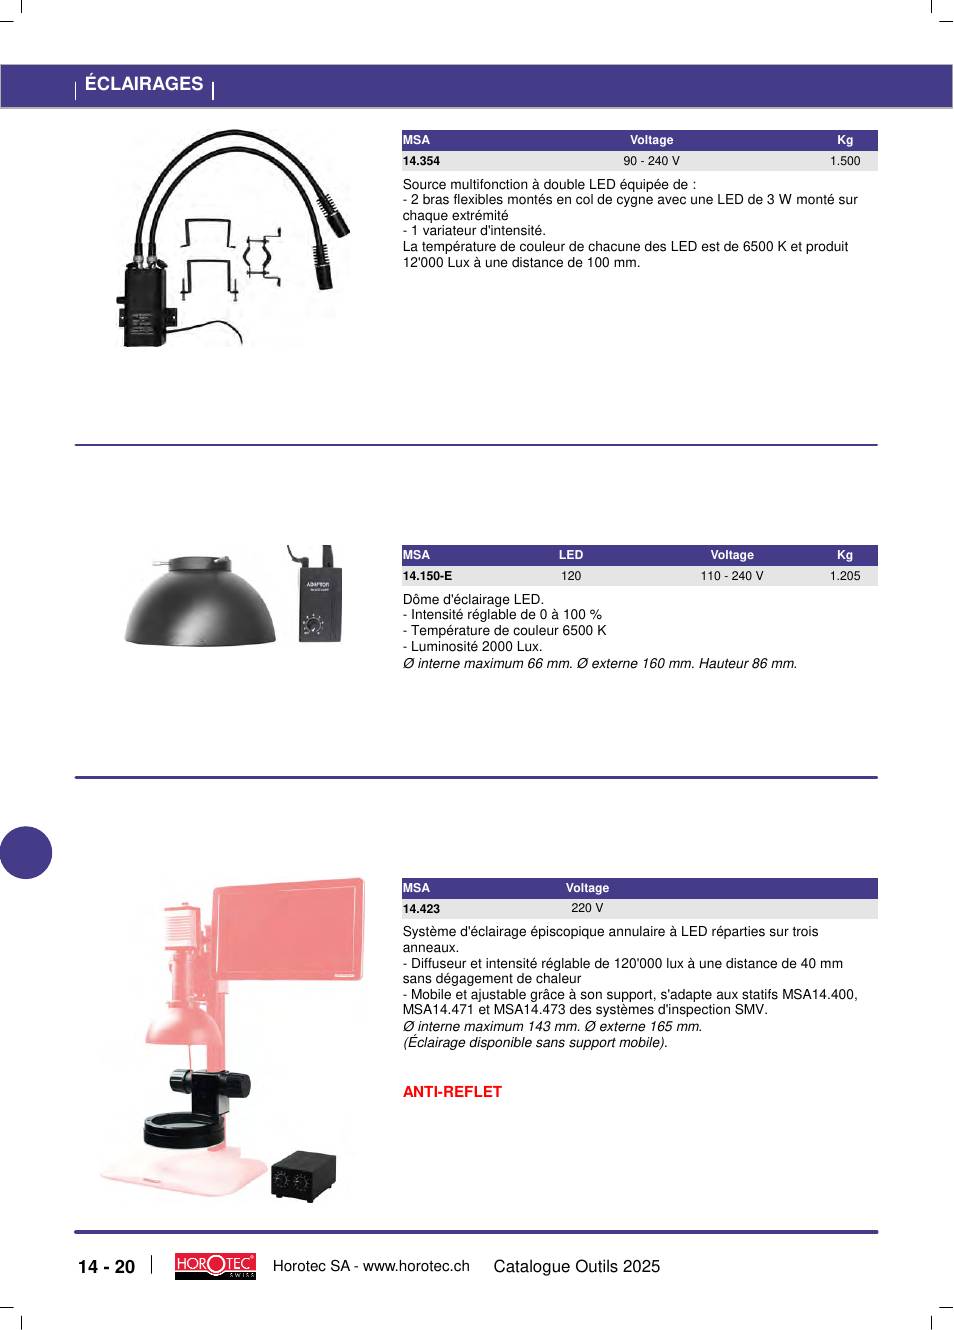 ÉCLAIRAGES
MSA Voltage Kg
14.354 90 - 240 V 1.500
Source multifonction à double LED équipée de :
- 2 bras flexibles montés en col de cygne avec une LED de 3 W monté sur
chaque extrémité
- 1 variateur d'intensité.
La température de couleur de chacune des LED est de 6500 K et produit
12'000 Lux à une distance de 100 mm.
MSA LED Voltage Kg
14.150-E 120 110 - 240 V 1.205
Dôme d'éclairage LED.
- Intensité réglable de 0 à 100 %
- Température de couleur 6500 K
- Luminosité 2000 Lux.
Ø interne maximum 66 mm. Ø externe 160 mm. Hauteur 86 mm.
MSA Voltage
14.423 220 V
Système d'éclairage épiscopique annulaire à LED réparties sur trois
anneaux.
- Diffuseur et intensité réglable de 120'000 lux à une distance de 40 mm
sans dégagement de chaleur
- Mobile et ajustable grâce à son support, s'adapte aux statifs MSA14.400,
MSA14.471 et MSA14.473 des systèmes d'inspection SMV.
Ø interne maximum 143 mm. Ø externe 165 mm.
(Éclairage disponible sans support mobile).
ANTI-REFLET
14 - 20 HOROTEC® SWISS Horotec SA - www.horotec.ch Catalogue Outils 2025